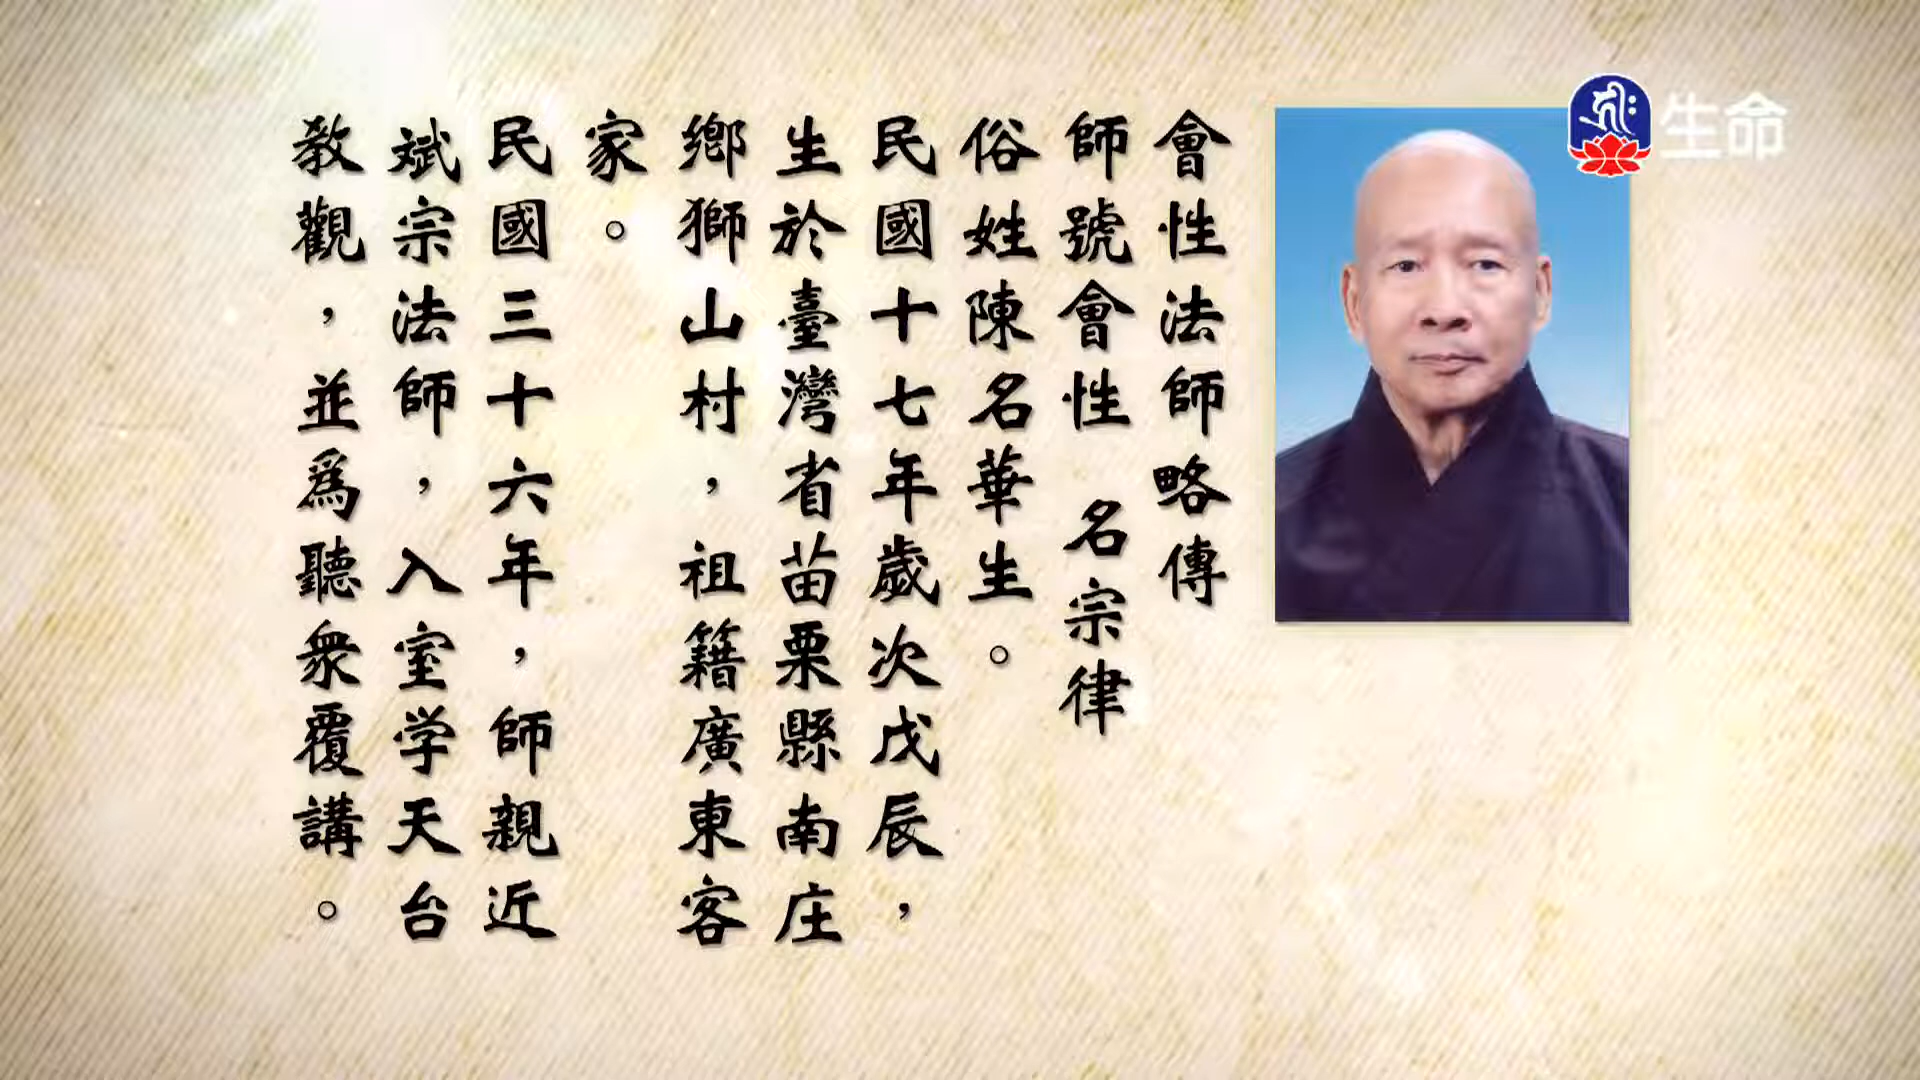 會性法師略傳
師號會性 名宗律
俗姓陳名華生。
民國十七年歲次戊辰，
生於臺灣省苗栗縣南庄
鄉獅山村，祖籍廣東客
家。
民國三十六年，師親近
斌宗法師，入室学天台
教觀，並爲聽衆覆講。
生命